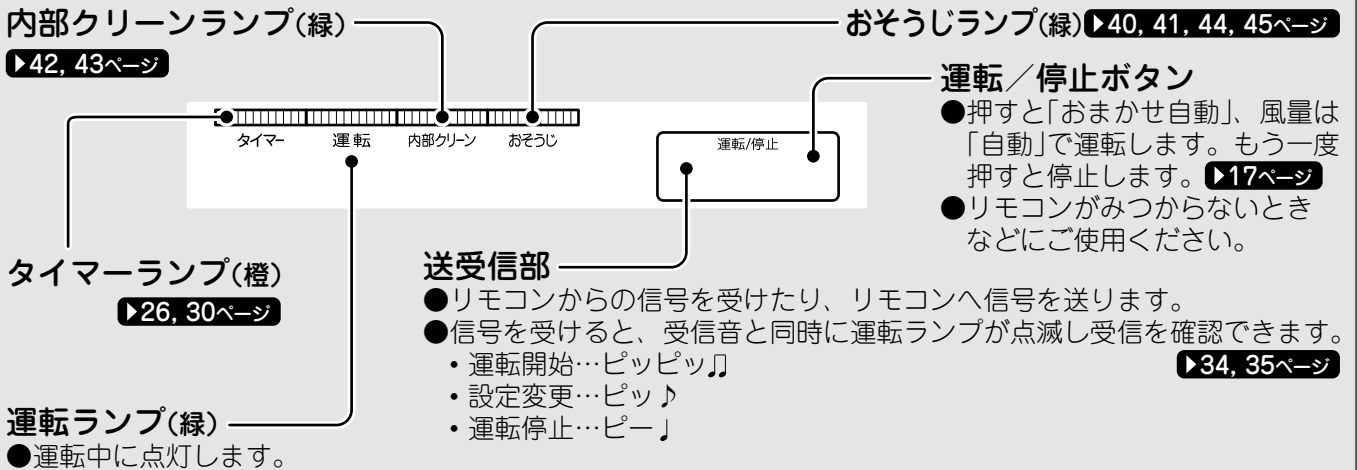 内部クリーンランプ(緑)
▶42, 43ページ
おそうじランプ(緑)▶40, 41, 44, 45ページ
運転／停止ボタン
●押すと「おまかせ自動」、風量は
「自動」で運転します。もう一度
押すと停止します。▶17ページ
●リモコンがみつからないとき
などにご使用ください。
タイマー 運転 内部クリーン おそうじ
運転/停止
タイマーランプ(橙)
▶26, 30ページ
送受信部
●リモコンからの信号を受けたり、リモコンへ信号を送ります。
●信号を受けると、受信音と同時に運転ランプが点滅し受信を確認できます。
▶34, 35ページ
・運転開始…ピッピッ♫
・設定変更…ピッ♪
・運転停止…ピー♩
運転ランプ(緑)
●運転中に点灯します。